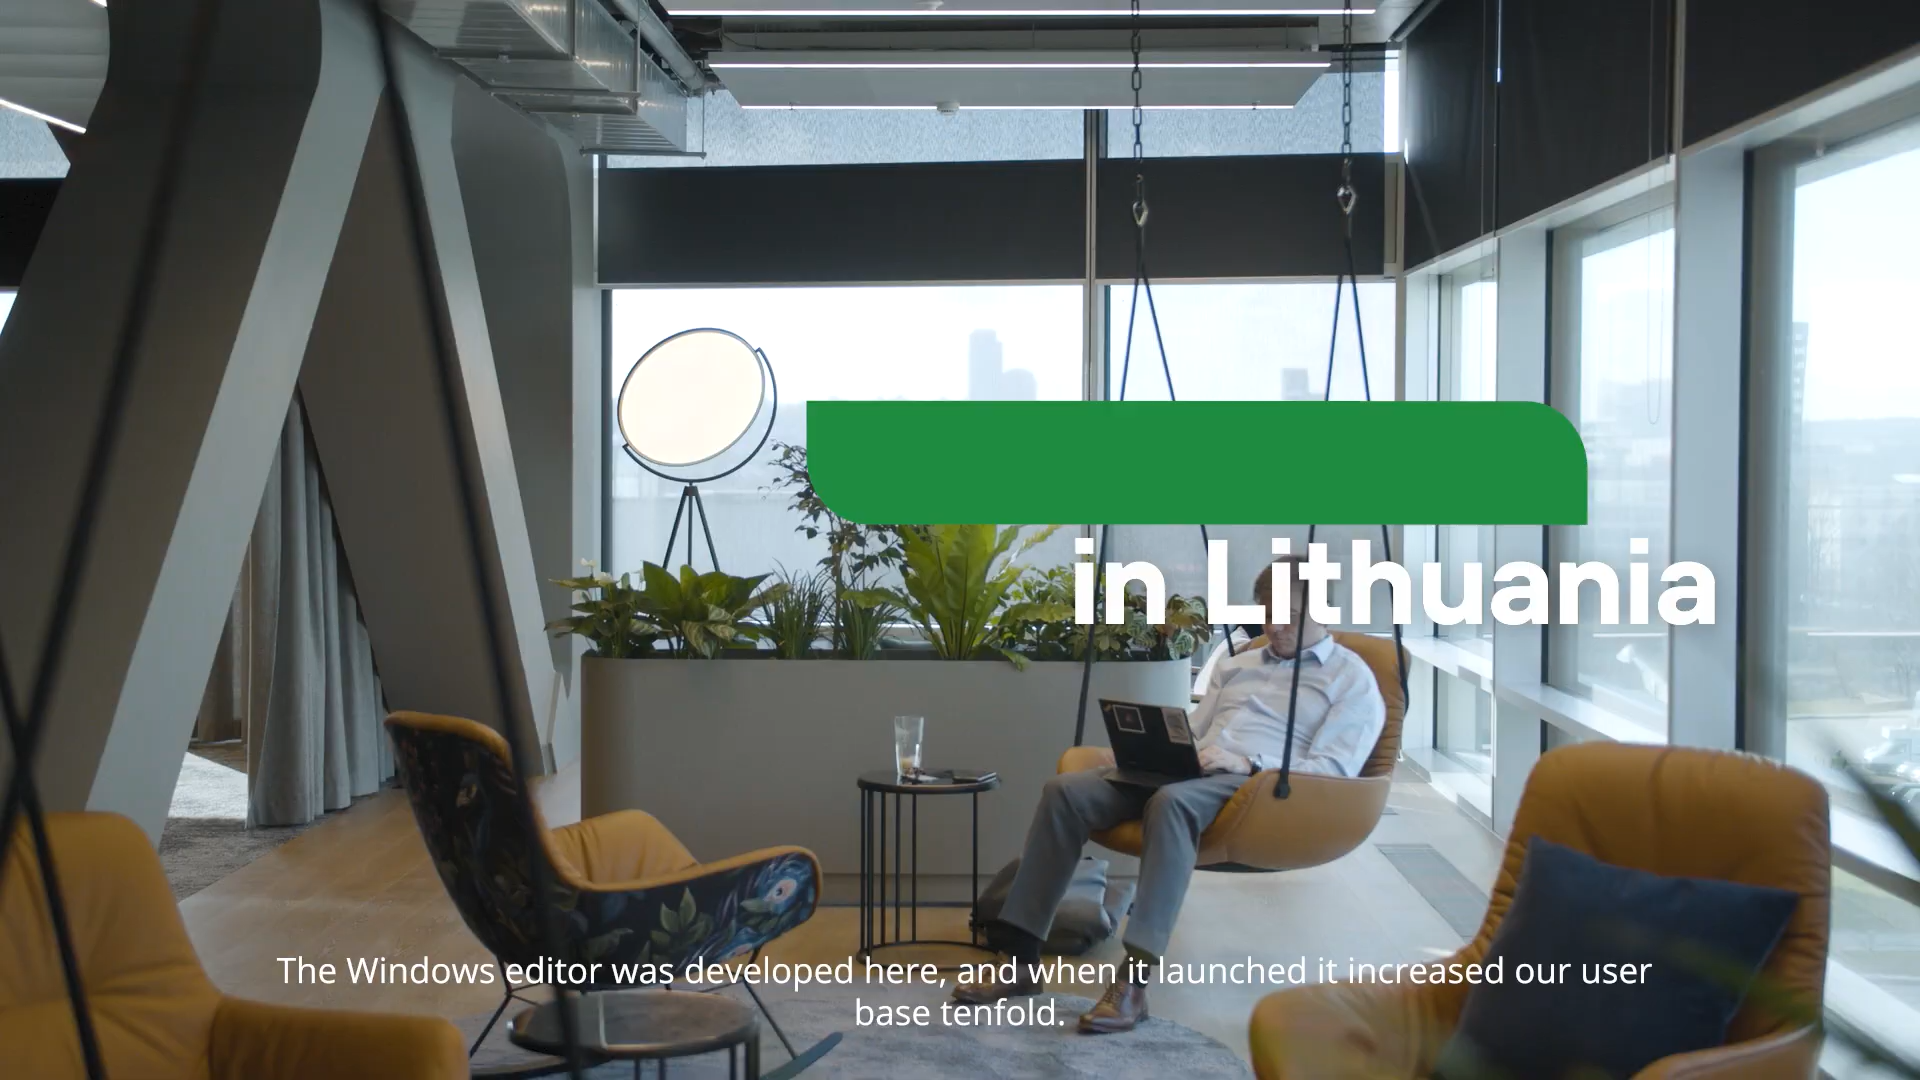 in Lithuania
The Windows editor was developed here, and when it launched it increased our user
base tenfold.